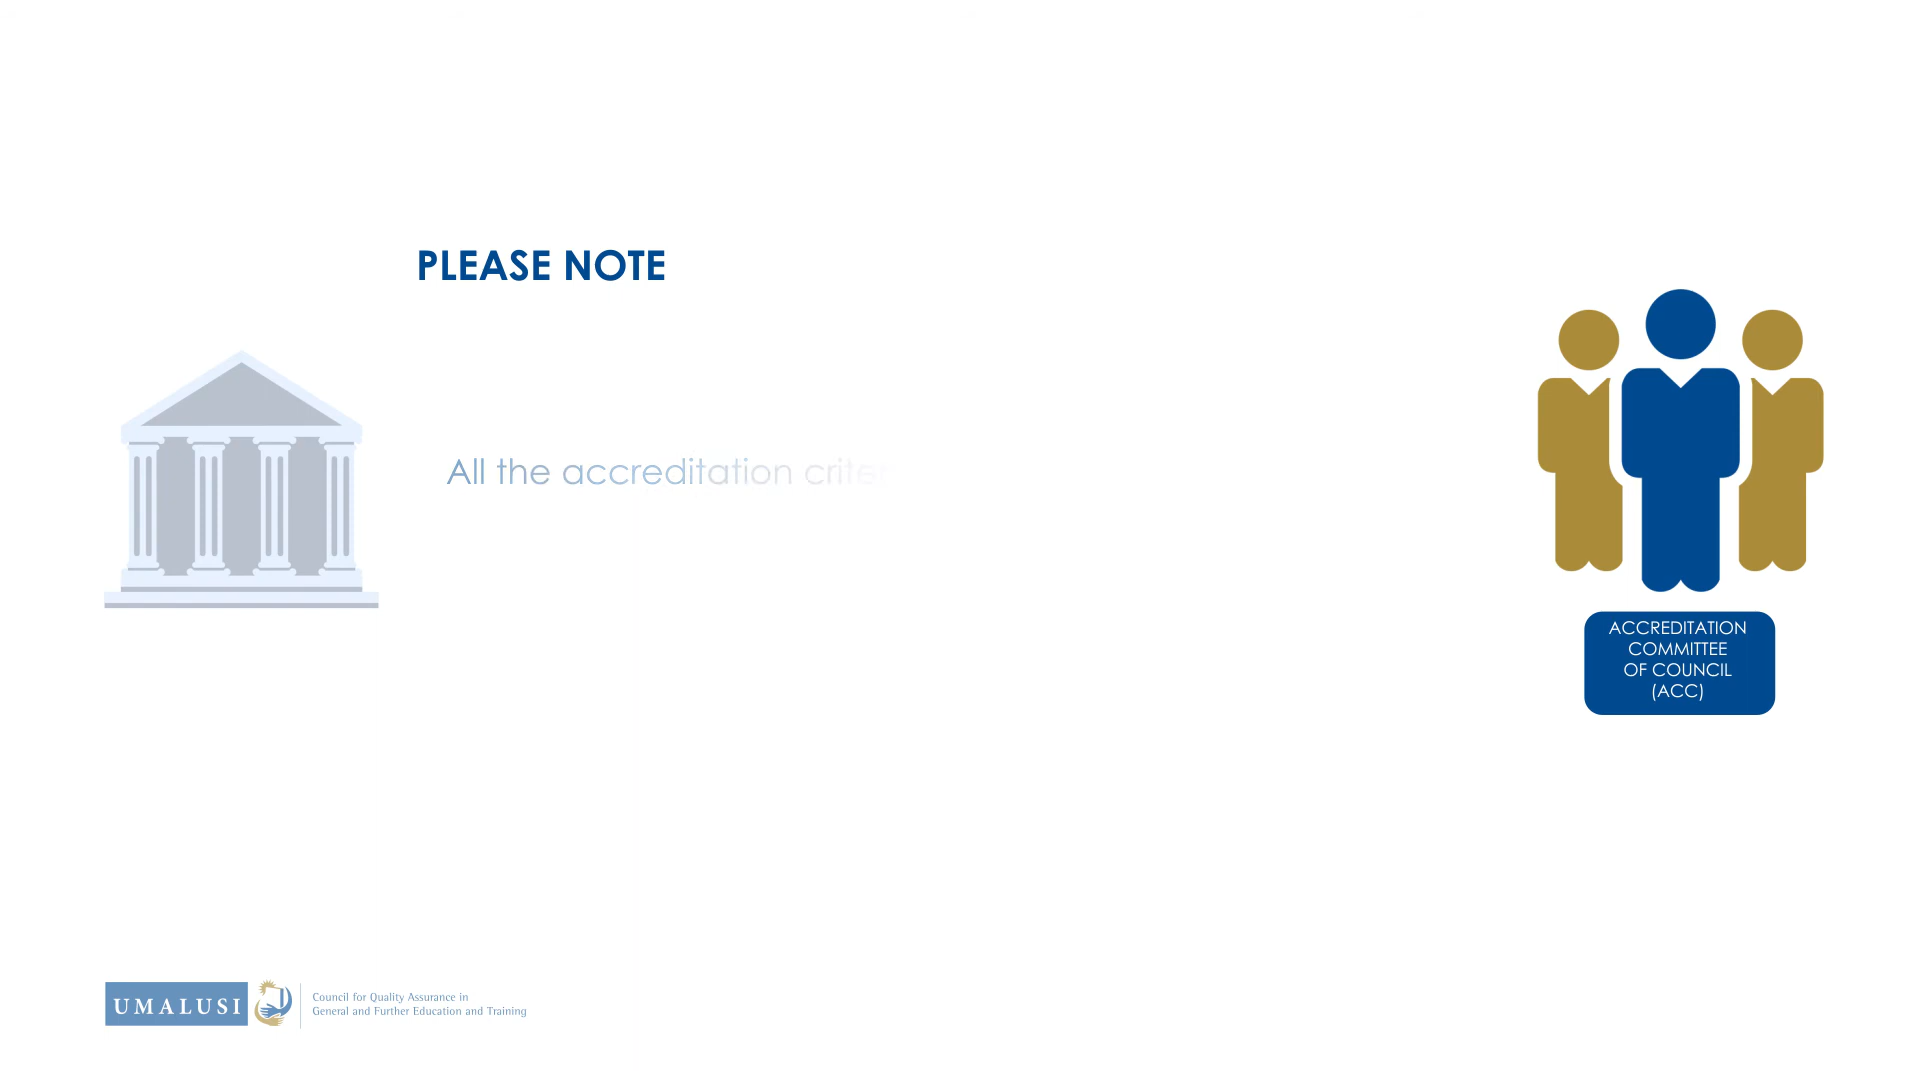 PLEASE NOTE
All the accreditation
ACCREDITATION
COMMITTEE
OF COUNCIL
(ACC)
UMALUSI
Council for Quality Assurance in
General and Further Education and Training